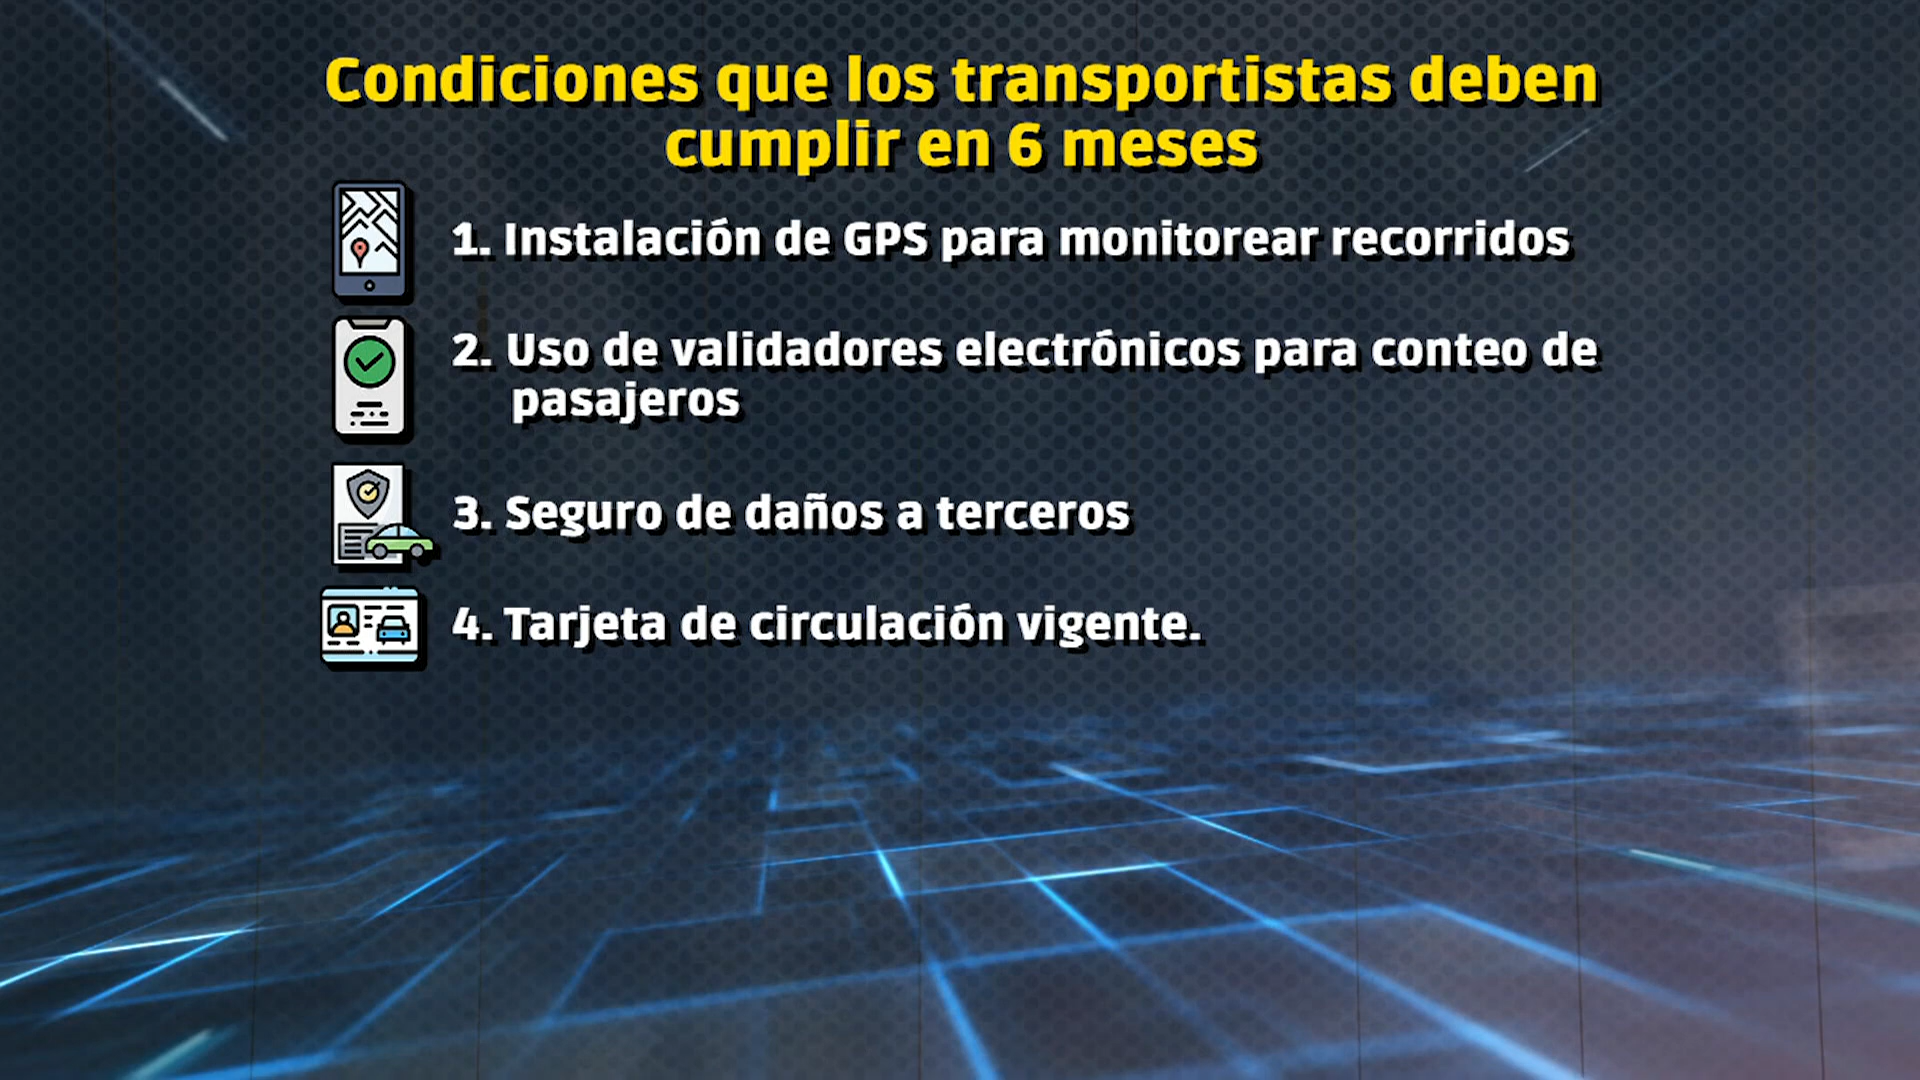 Condiciones que los transportistas deben
cumplir en 6 meses
1. Instalación de GPS para monitorear recorridos
2. Uso de validadores electrónicos para conteo de
pasajeros
3. Seguro de daños a terceros
4. Tarjeta de circulación vigente.